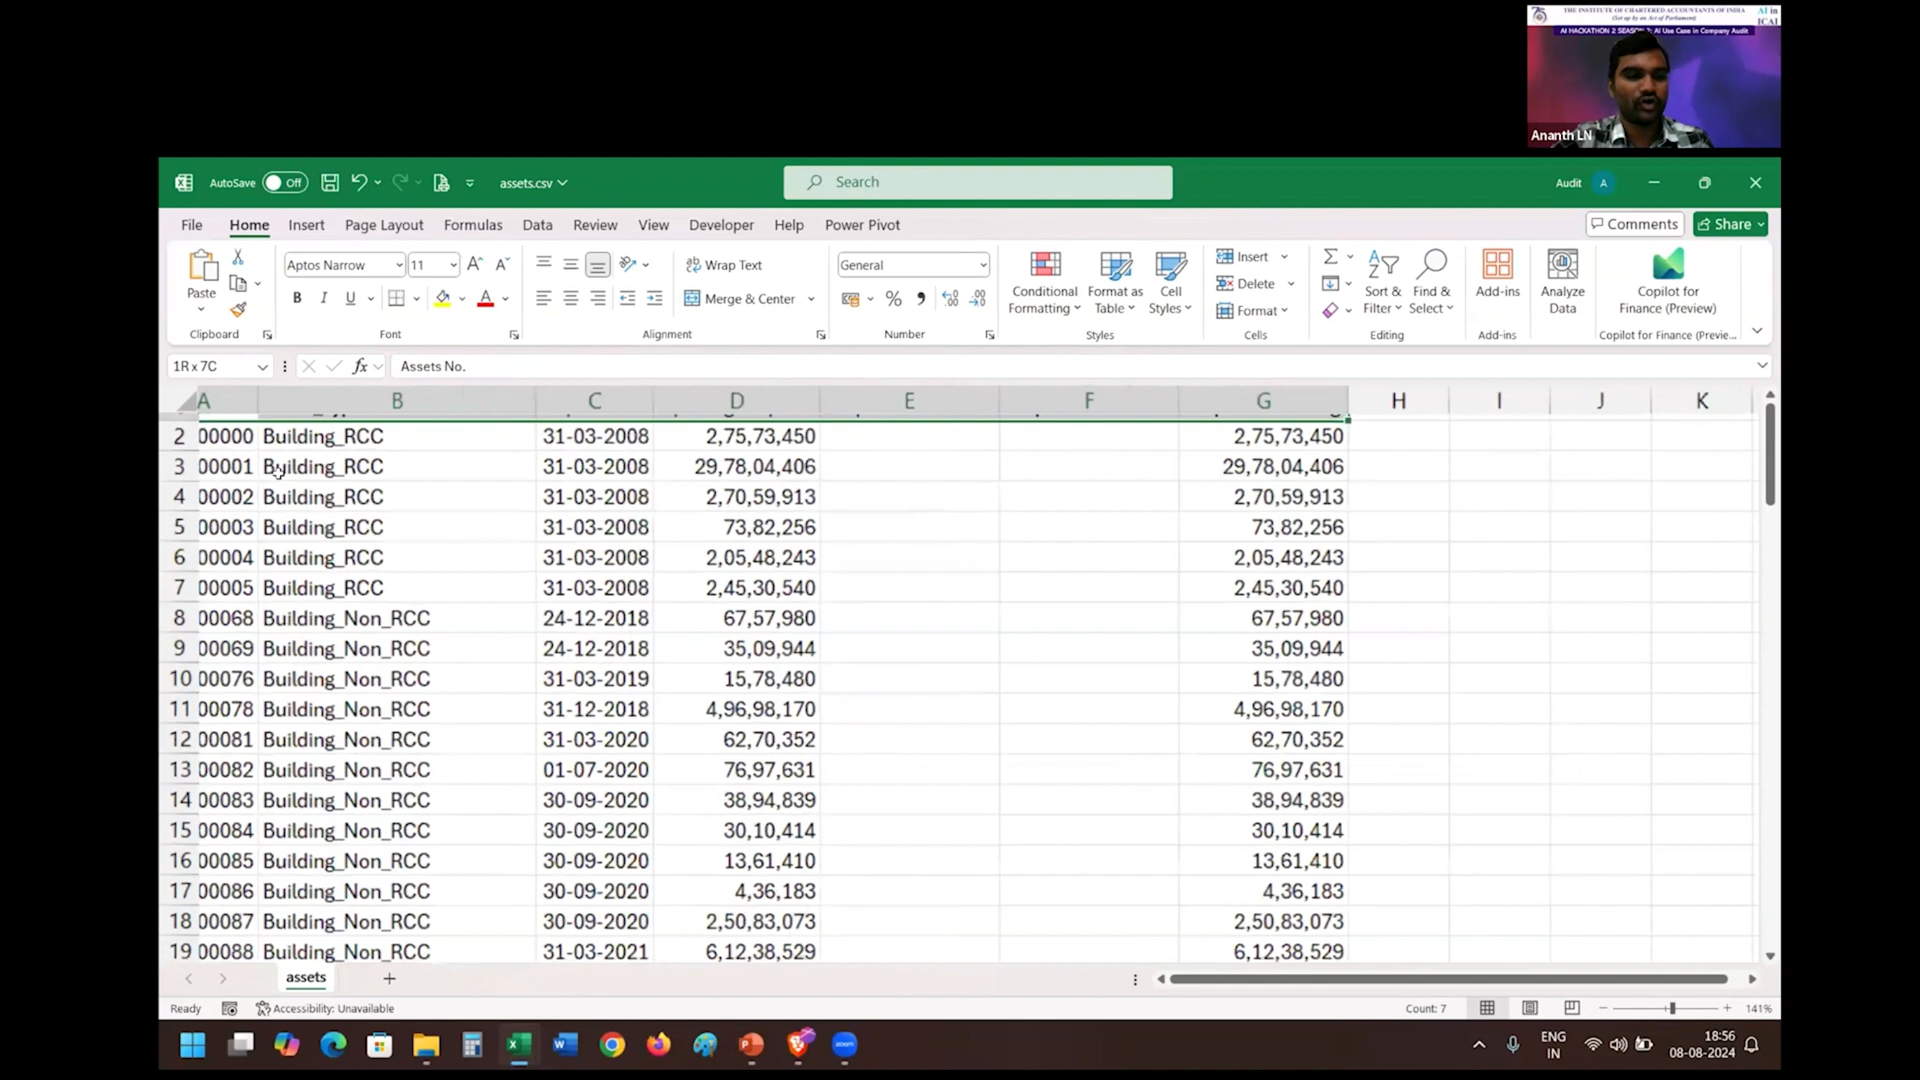 THE INSTITUTE OF CHARTERED ACCOUNTANTS OF INDIA
(Set up by an Act of Parliament)
AI in
ICAI
AI HACKATHON 2 SEASON 2: AI Use Case in Company Audit
Ananth LN
AutoSave Off assets.csv Search Audit A
File Home Insert Page Layout Formulas Data Review View Developer Help Power Pivot Comments Share
Paste
Clipboard
Aptos Narrow 11
B I U
Font
Wrap Text
Merge & Center
Alignment
General
Number
Conditional Formatting
Format as Table
Cell Styles
Styles
Insert
Delete
Format
Cells
Sort & Filter
Find & Select
Editing
Add-ins
Add-ins
Analyze Data
Copilot for Finance (Preview)
Copilot for Finance (Previe...
1R x 7C fx Assets No.
A B C D E F G H I J K
2 00000 Building_RCC 31-03-2008 2,75,73,450 2,75,73,450
3 00001 Building_RCC 31-03-2008 29,78,04,406 29,78,04,406
4 00002 Building_RCC 31-03-2008 2,70,59,913 2,70,59,913
5 00003 Building_RCC 31-03-2008 73,82,256 73,82,256
6 00004 Building_RCC 31-03-2008 2,05,48,243 2,05,48,243
7 00005 Building_RCC 31-03-2008 2,45,30,540 2,45,30,540
8 00068 Building_Non_RCC 24-12-2018 67,57,980 67,57,980
9 00069 Building_Non_RCC 24-12-2018 35,09,944 35,09,944
10 00076 Building_Non_RCC 31-03-2019 15,78,480 15,78,480
11 00078 Building_Non_RCC 31-12-2018 4,96,98,170 4,96,98,170
12 00081 Building_Non_RCC 31-03-2020 62,70,352 62,70,352
13 00082 Building_Non_RCC 01-07-2020 76,97,631 76,97,631
14 00083 Building_Non_RCC 30-09-2020 38,94,839 38,94,839
15 00084 Building_Non_RCC 30-09-2020 30,10,414 30,10,414
16 00085 Building_Non_RCC 30-09-2020 13,61,410 13,61,410
17 00086 Building_Non_RCC 30-09-2020 4,36,183 4,36,183
18 00087 Building_Non_RCC 30-09-2020 2,50,83,073 2,50,83,073
19 00088 Building_Non_RCC 31-03-2021 6,12,38,529 6,12,38,529
assets
Ready Accessibility: Unavailable Count: 7 141%
zoom
ENG
IN
18:56
08-08-2024